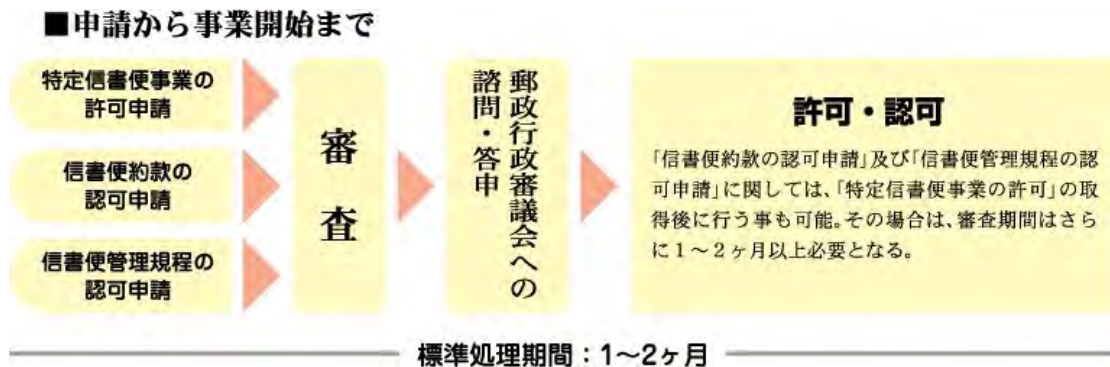 ■申請から事業開始まで
特定信書便事業の
許可申請
信書便約款の
認可申請
信書便管理規程の
認可申請
審査
郵政行政審議会への
諮問・答申
許可・認可
「信書便約款の認可申請」及び「信書便管理規程の認
可申請」に関しては、「特定信書便事業の許可」の取
得後に行う事も可能。その場合は、審査期間はさら
に1～2ヶ月以上必要となる。
標準処理期間：1～2ヶ月